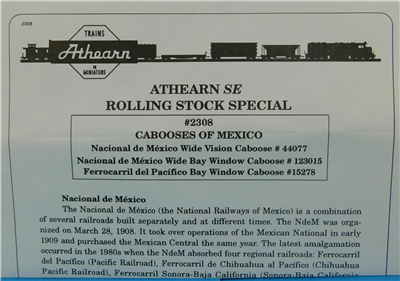 2308
TRAINS
Athearn
IN
MINIATURE
ATHEARN SE
ROLLING STOCK SPECIAL
#2308
CABOOSES OF MEXICO
Nacional de México Wide Vision Caboose # 44077
Nacional de México Wide Bay Window Caboose # 123015
Ferrocarril del Pacífico Bay Window Caboose #15278
Nacional de México
The Nacional de México (the National Railways of Mexico) is a combination
of several railroads built separately and at different times. The NdeM was orga-
nized on March 28, 1908. It took over operations of the Mexican National in early
1909 and purchased the Mexican Central the same year. The latest amalgamation
occurred in the 1980s when the NdeM absorbed four regional railroads: Ferrocarril
del Pacífico (Pacific Railroad), Ferrocarril de Chihuahua al Pacífico (Chihuahua
Pacific Railroad), Ferrocarril Sonora-Baja California (Sonora-Baja California